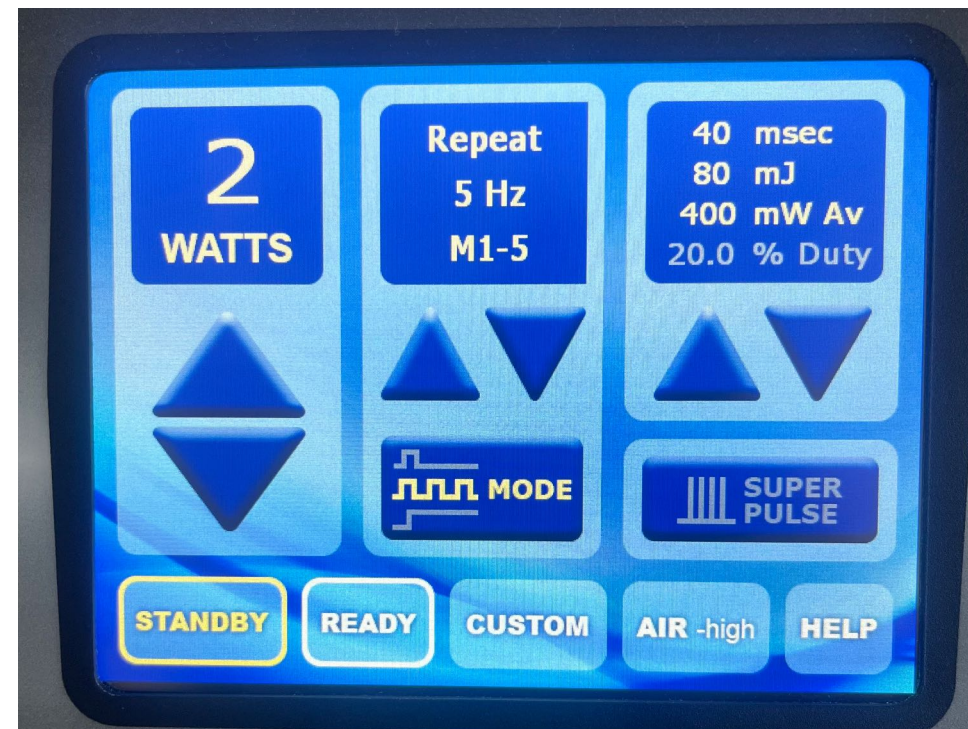 2
WATTS
Repeat
5 Hz
M1-5
40 msec
80 mJ
400 mW Av
20.0 % Duty
MODE
SUPER
PULSE
STANDBY
READY
CUSTOM
AIR -high
HELP